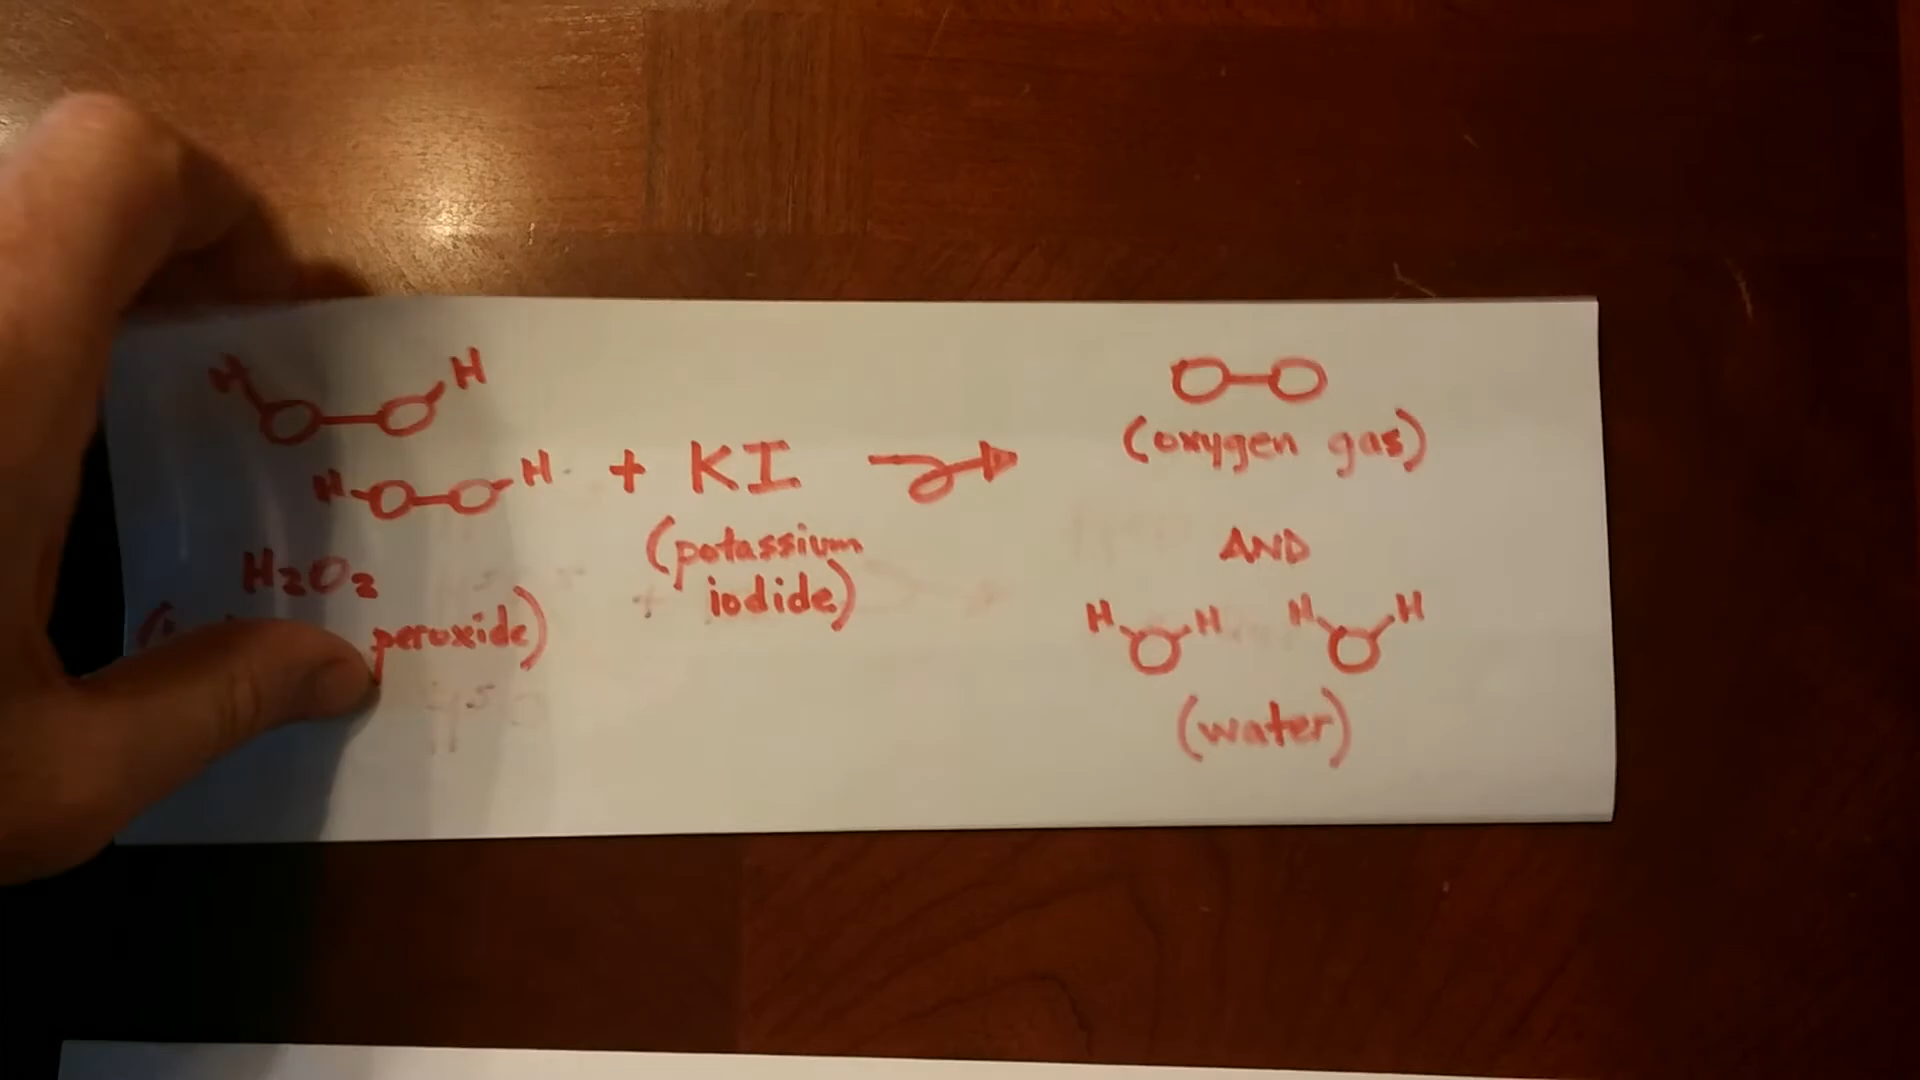 H O-O H
H-O-O-H
H2O2
peroxide)
+ KI
(potassium
iodide)
O-O
(oxygen gas)
AND
H O H H O H
(water)